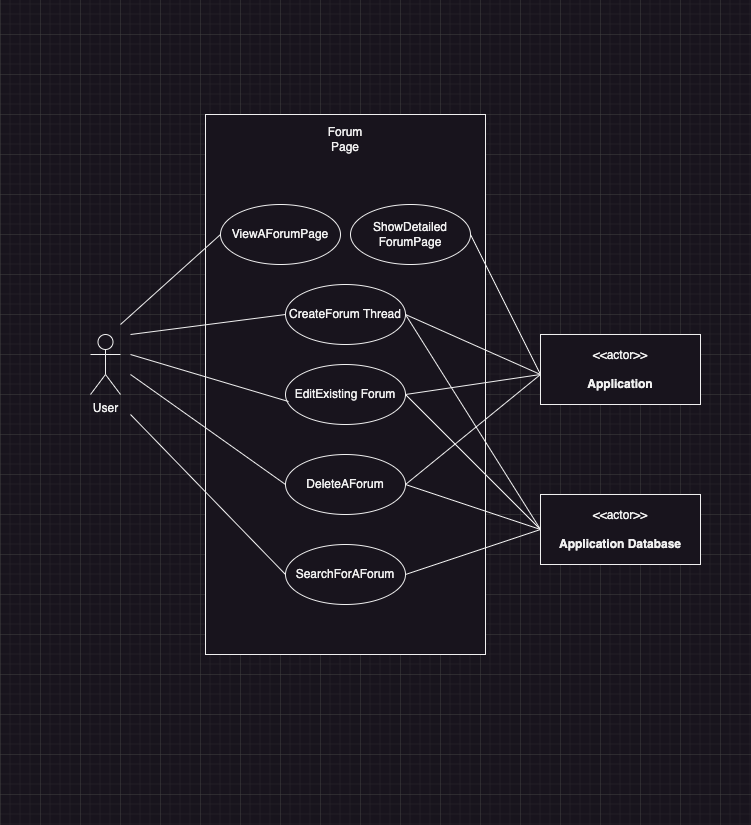 Forum
Page
ViewAForumPage
ShowDetailed
ForumPage
CreateForum Thread
EditExisting Forum
DeleteAForum
SearchForAForum
User
<<actor>>
Application
<<actor>>
Application Database